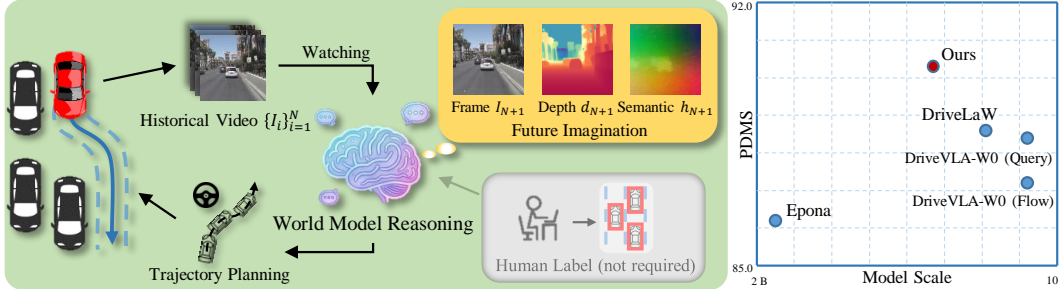 Watching
Historical Video {I_i}_{i=1}^N
Frame I_{N+1}
Depth d_{N+1}
Semantic h_{N+1}
Future Imagination
World Model Reasoning
Trajectory Planning
Human Label (not required)
92.0
PDMS
85.0
Ours
DriveLaW
DriveVLA-W0 (Query)
DriveVLA-W0 (Flow)
Epona
2 B
Model Scale
10